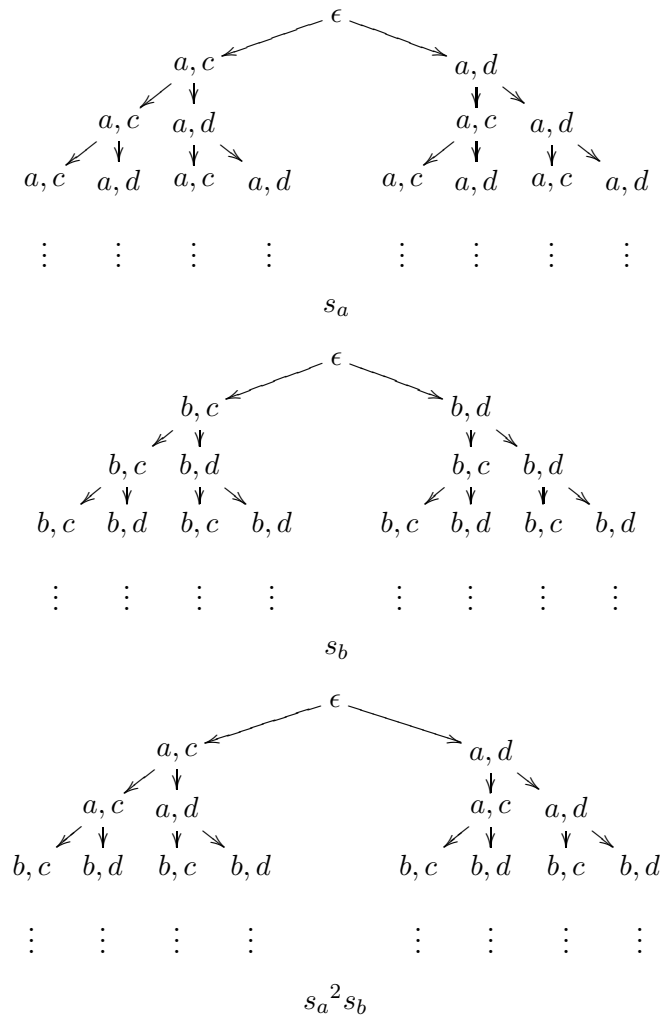 ϵ
a, c a, d
a, c a, d a, c a, d
a, c a, d a, c a, d a, c a, d a, c a, d
⋮ ⋮ ⋮ ⋮ ⋮ ⋮ ⋮ ⋮
s_a
ϵ
b, c b, d
b, c b, d b, c b, d
b, c b, d b, c b, d b, c b, d b, c b, d
⋮ ⋮ ⋮ ⋮ ⋮ ⋮ ⋮ ⋮
s_b
ϵ
a, c a, d
a, c a, d a, c a, d
b, c b, d b, c b, d b, c b, d b, c b, d
⋮ ⋮ ⋮ ⋮ ⋮ ⋮ ⋮ ⋮
s_a^2 s_b